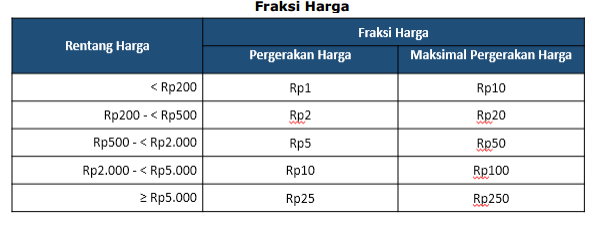 Fraksi Harga
Rentang Harga
Fraksi Harga
Pergerakan Harga Maksimal Pergerakan Harga
< Rp200 Rp1 Rp10
Rp200 - < Rp500 Rp2 Rp20
Rp500 - < Rp2.000 Rp5 Rp50
Rp2.000 - < Rp5.000 Rp10 Rp100
≥ Rp5.000 Rp25 Rp250